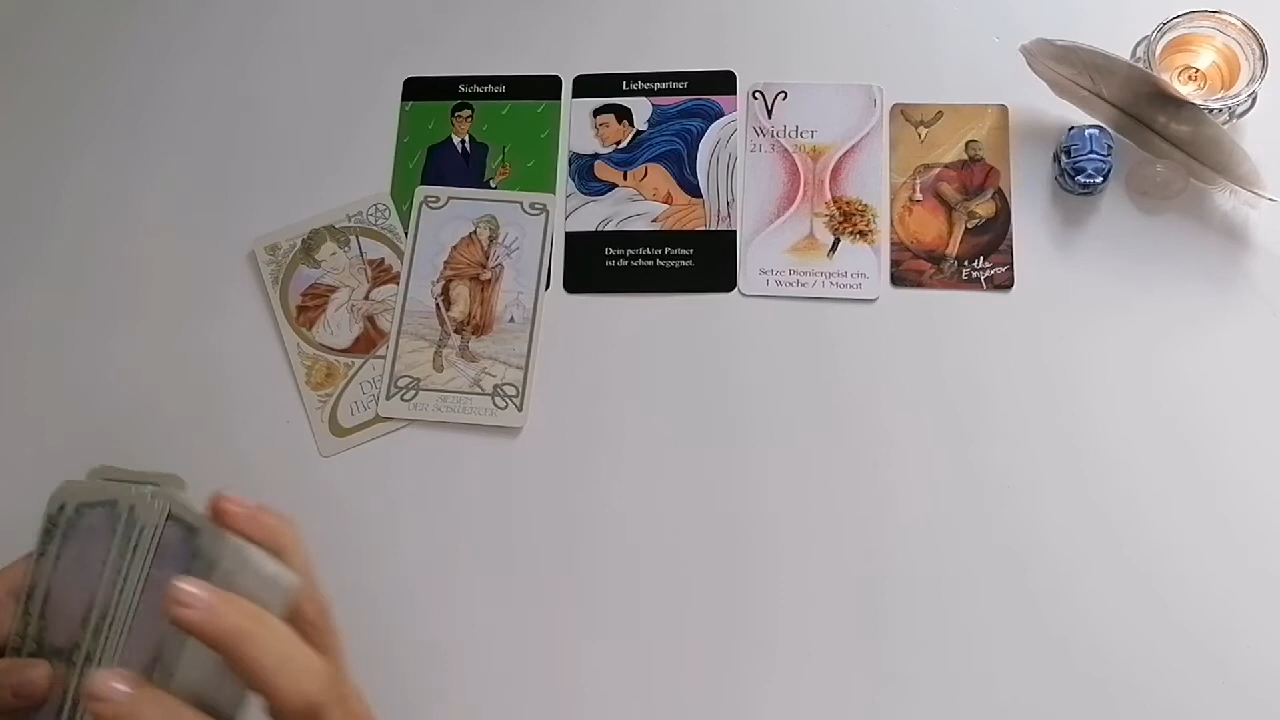 Sicherheit
Liebespartner
Dein perfekter Partner
ist dir schon begegnet.
Widder
21.3. - 20.4.
Setze Pioniergeist ein.
1 Woche / 1 Monat
the
Emperor
SIEBEN
DER SCHWERTER